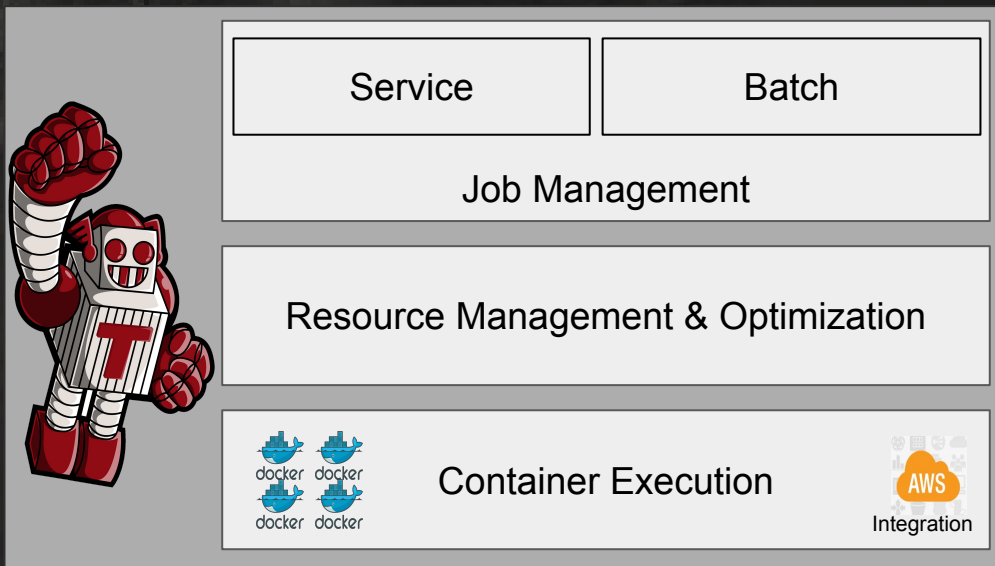 Service
Batch
Job Management
T
Resource Management & Optimization
docker docker
docker docker
Container Execution
AWS
Integration